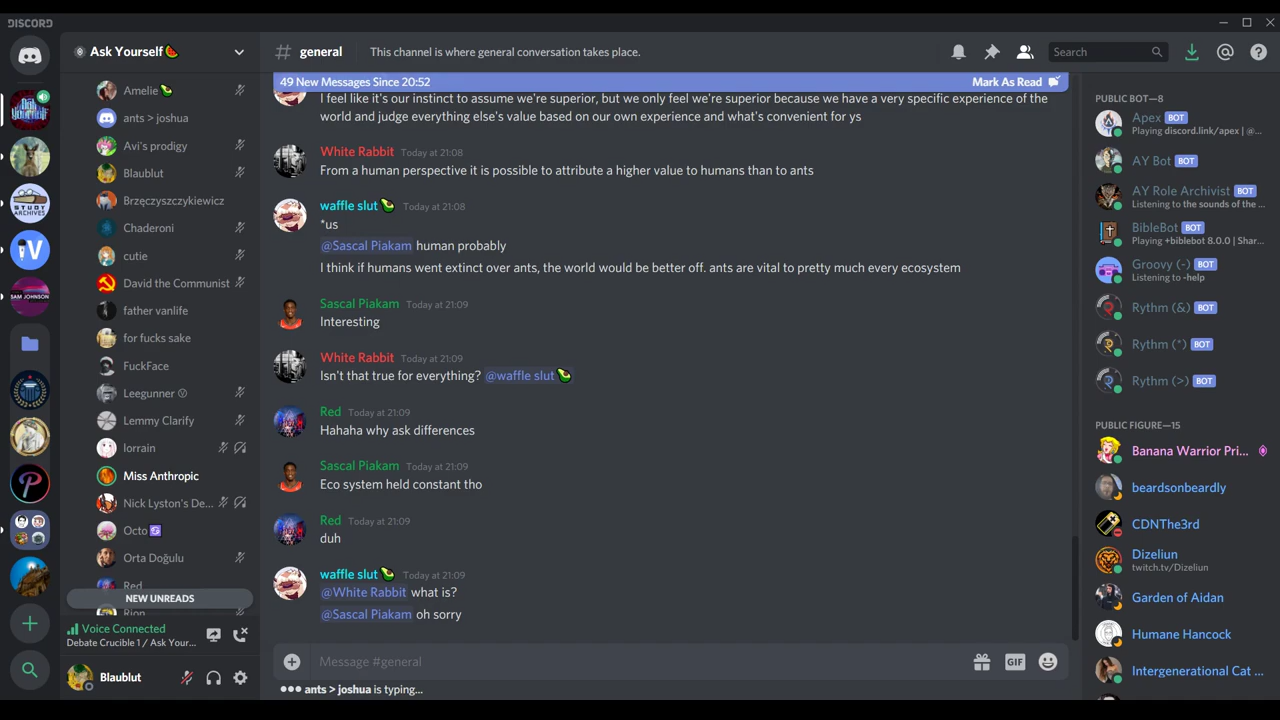 DISCORD
Ask Yourself🍉
# general
This channel is where general conversation takes place.
Search
SAM JOHNSON
STUDY ARCHIVES
Amelie 🥑
ants > joshua
Avi's prodigy
Blaublut
Brzęczyszczykiewicz
Chaderoni
cutie
David the Communist
father vanlife
for fucks sake
FuckFace
Leegunner
Lemmy Clarify
lorrain
Miss Anthropic
Nick Lyston's De...
Octo
Orta Doğulu
Red
NEW UNREADS
Rion
Voice Connected
Debate Crucible 1 / Ask Your...
Blaublut
49 New Messages Since 20:52
Mark As Read
I feel like it's our instinct to assume we're superior, but we only feel we're superior because we have a very specific experience of the
world and judge everything else's value based on our own experience and what's convenient for ys
White Rabbit Today at 21:08
From a human perspective it is possible to attribute a higher value to humans than to ants
waffle slut🥑 Today at 21:08
*us
@Sascal Piakam human probably
I think if humans went extinct over ants, the world would be better off. ants are vital to pretty much every ecosystem
Sascal Piakam Today at 21:09
Interesting
White Rabbit Today at 21:09
Isn't that true for everything? @waffle slut🥑
Red Today at 21:09
Hahaha why ask differences
Sascal Piakam Today at 21:09
Eco system held constant tho
Red Today at 21:09
duh
waffle slut🥑 Today at 21:09
@White Rabbit what is?
@Sascal Piakam oh sorry
Message #general
GIF
ants > joshua is typing...
PUBLIC BOT—8
Apex BOT
Playing discord.link/apex | @...
AY Bot BOT
AY Role Archivist BOT
Listening to the sounds of the ...
BibleBot BOT
Playing +biblebot 8.0.0 | Shar...
Groovy (-) BOT
Listening to -help
Rythm (&) BOT
Rythm (*) BOT
Rythm (>) BOT
PUBLIC FIGURE—15
Banana Warrior Pri...
beardsonbeardly
CDNThe3rd
Dizeliun
twitch.tv/Dizeliun
Garden of Aidan
Humane Hancock
Intergenerational Cat ...